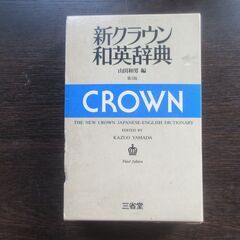 新クラウン
和英辞典
山田和男 編
第3版
CROWN
THE NEW CROWN JAPANESE-ENGLISH DICTIONARY
EDITED BY
KAZUO YAMADA
Third Edition
三省堂